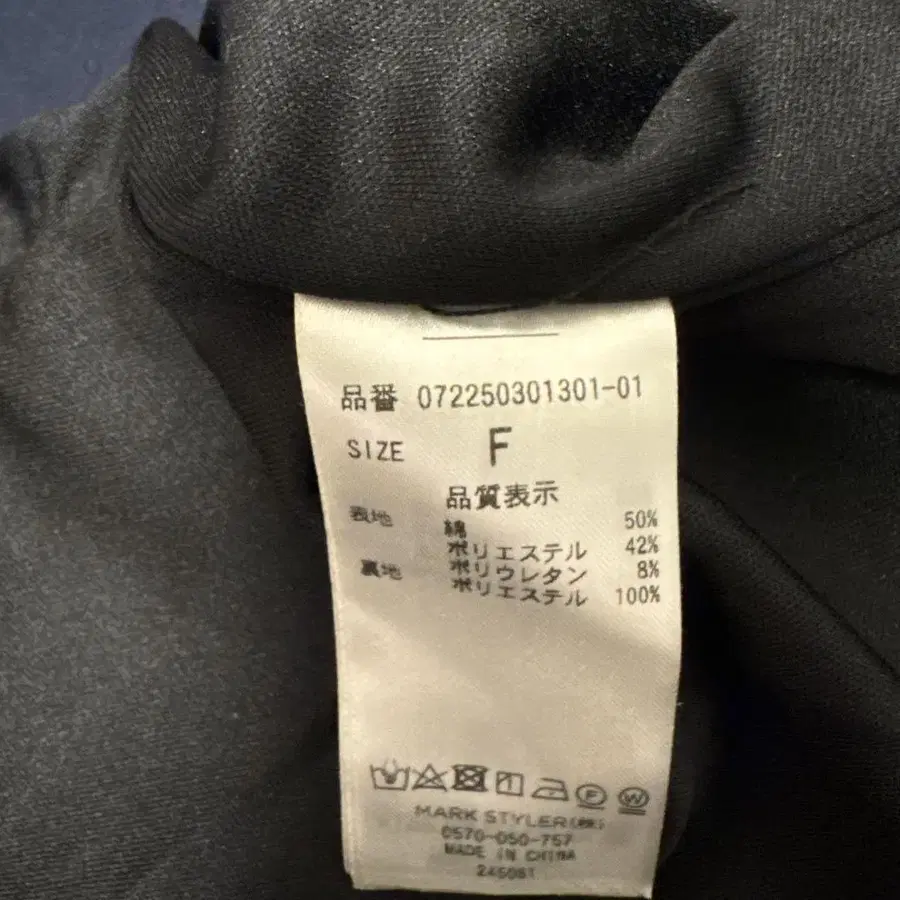 品番 072250301301-01
SIZE F
品質表示
表地 綿 50%
ポリエステル 42%
ポリウレタン 8%
裏地 ポリエステル 100%
F W
MARK STYLER(株)
0570-050-757
MADE IN CHINA
245081